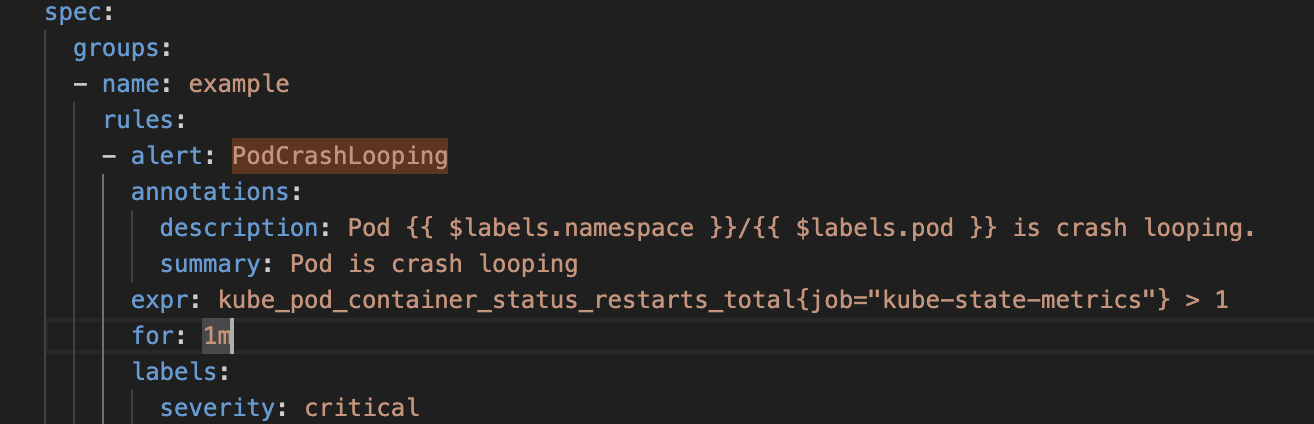 spec:
groups:
- name: example
rules:
- alert: PodCrashLooping
annotations:
description: Pod {{ $labels.namespace }}/{{ $labels.pod }} is crash looping.
summary: Pod is crash looping
expr: kube_pod_container_status_restarts_total{job="kube-state-metrics"} > 1
for: 1m
labels:
severity: critical